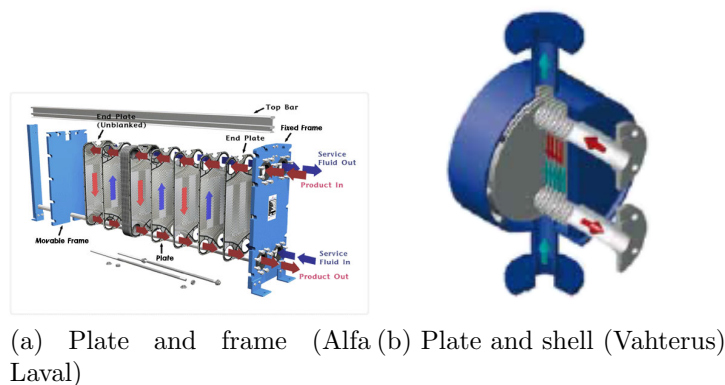 Top Bar
End Plate
(Unblanked)
End Plate
Fixed Frame
Service
Fluid Out
Product In
Movable Frame
Plate
Service
Fluid In
Product Out
(a) Plate and frame (Alfa
Laval)
(b) Plate and shell (Vahterus)